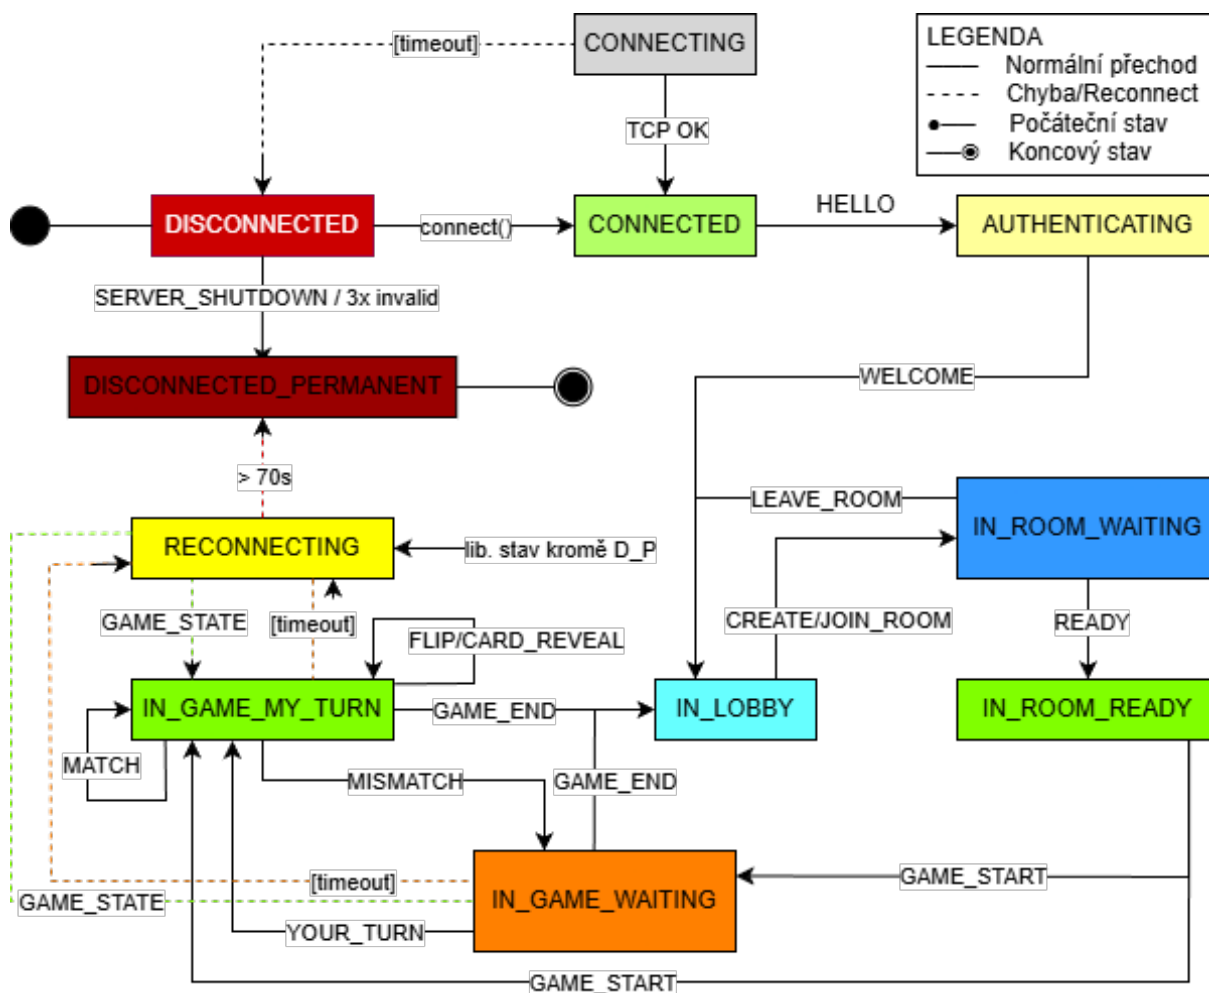 CONNECTING
[timeout]
TCP OK
LEGENDA
Normální přechod
Chyba/Reconnect
Počáteční stav
Koncový stav
DISCONNECTED
connect()
CONNECTED
HELLO
AUTHENTICATING
SERVER_SHUTDOWN / 3x invalid
DISCONNECTED_PERMANENT
WELCOME
> 70s
LEAVE_ROOM
IN_ROOM_WAITING
RECONNECTING
lib. stav kromě D_P
GAME_STATE
[timeout]
FLIP/CARD_REVEAL
CREATE/JOIN_ROOM
READY
IN_GAME_MY_TURN
GAME_END
IN_LOBBY
IN_ROOM_READY
MATCH
MISMATCH
GAME_END
[timeout]
GAME_STATE
IN_GAME_WAITING
GAME_START
YOUR_TURN
GAME_START